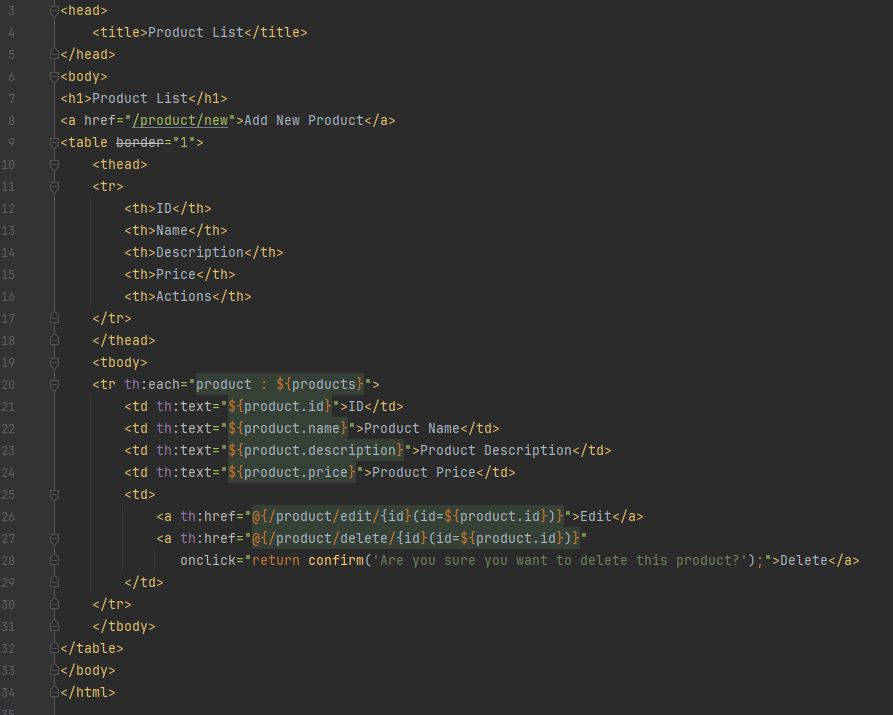 3 <head>
4     <title>Product List</title>
5 </head>
6 <body>
7 <h1>Product List</h1>
8 <a href="/product/new">Add New Product</a>
9 <table border="1">
10     <thead>
11     <tr>
12         <th>ID</th>
13         <th>Name</th>
14         <th>Description</th>
15         <th>Price</th>
16         <th>Actions</th>
17     </tr>
18     </thead>
19     <tbody>
20     <tr th:each="product : ${products}">
21         <td th:text="${product.id}">ID</td>
22         <td th:text="${product.name}">Product Name</td>
23         <td th:text="${product.description}">Product Description</td>
24         <td th:text="${product.price}">Product Price</td>
25         <td>
26             <a th:href="@{/product/edit/{id}(id=${product.id})}">Edit</a>
27             <a th:href="@{/product/delete/{id}(id=${product.id})}"
28                onclick="return confirm('Are you sure you want to delete this product?');">Delete</a>
29         </td>
30     </tr>
31     </tbody>
32 </table>
33 </body>
34 </html>
35